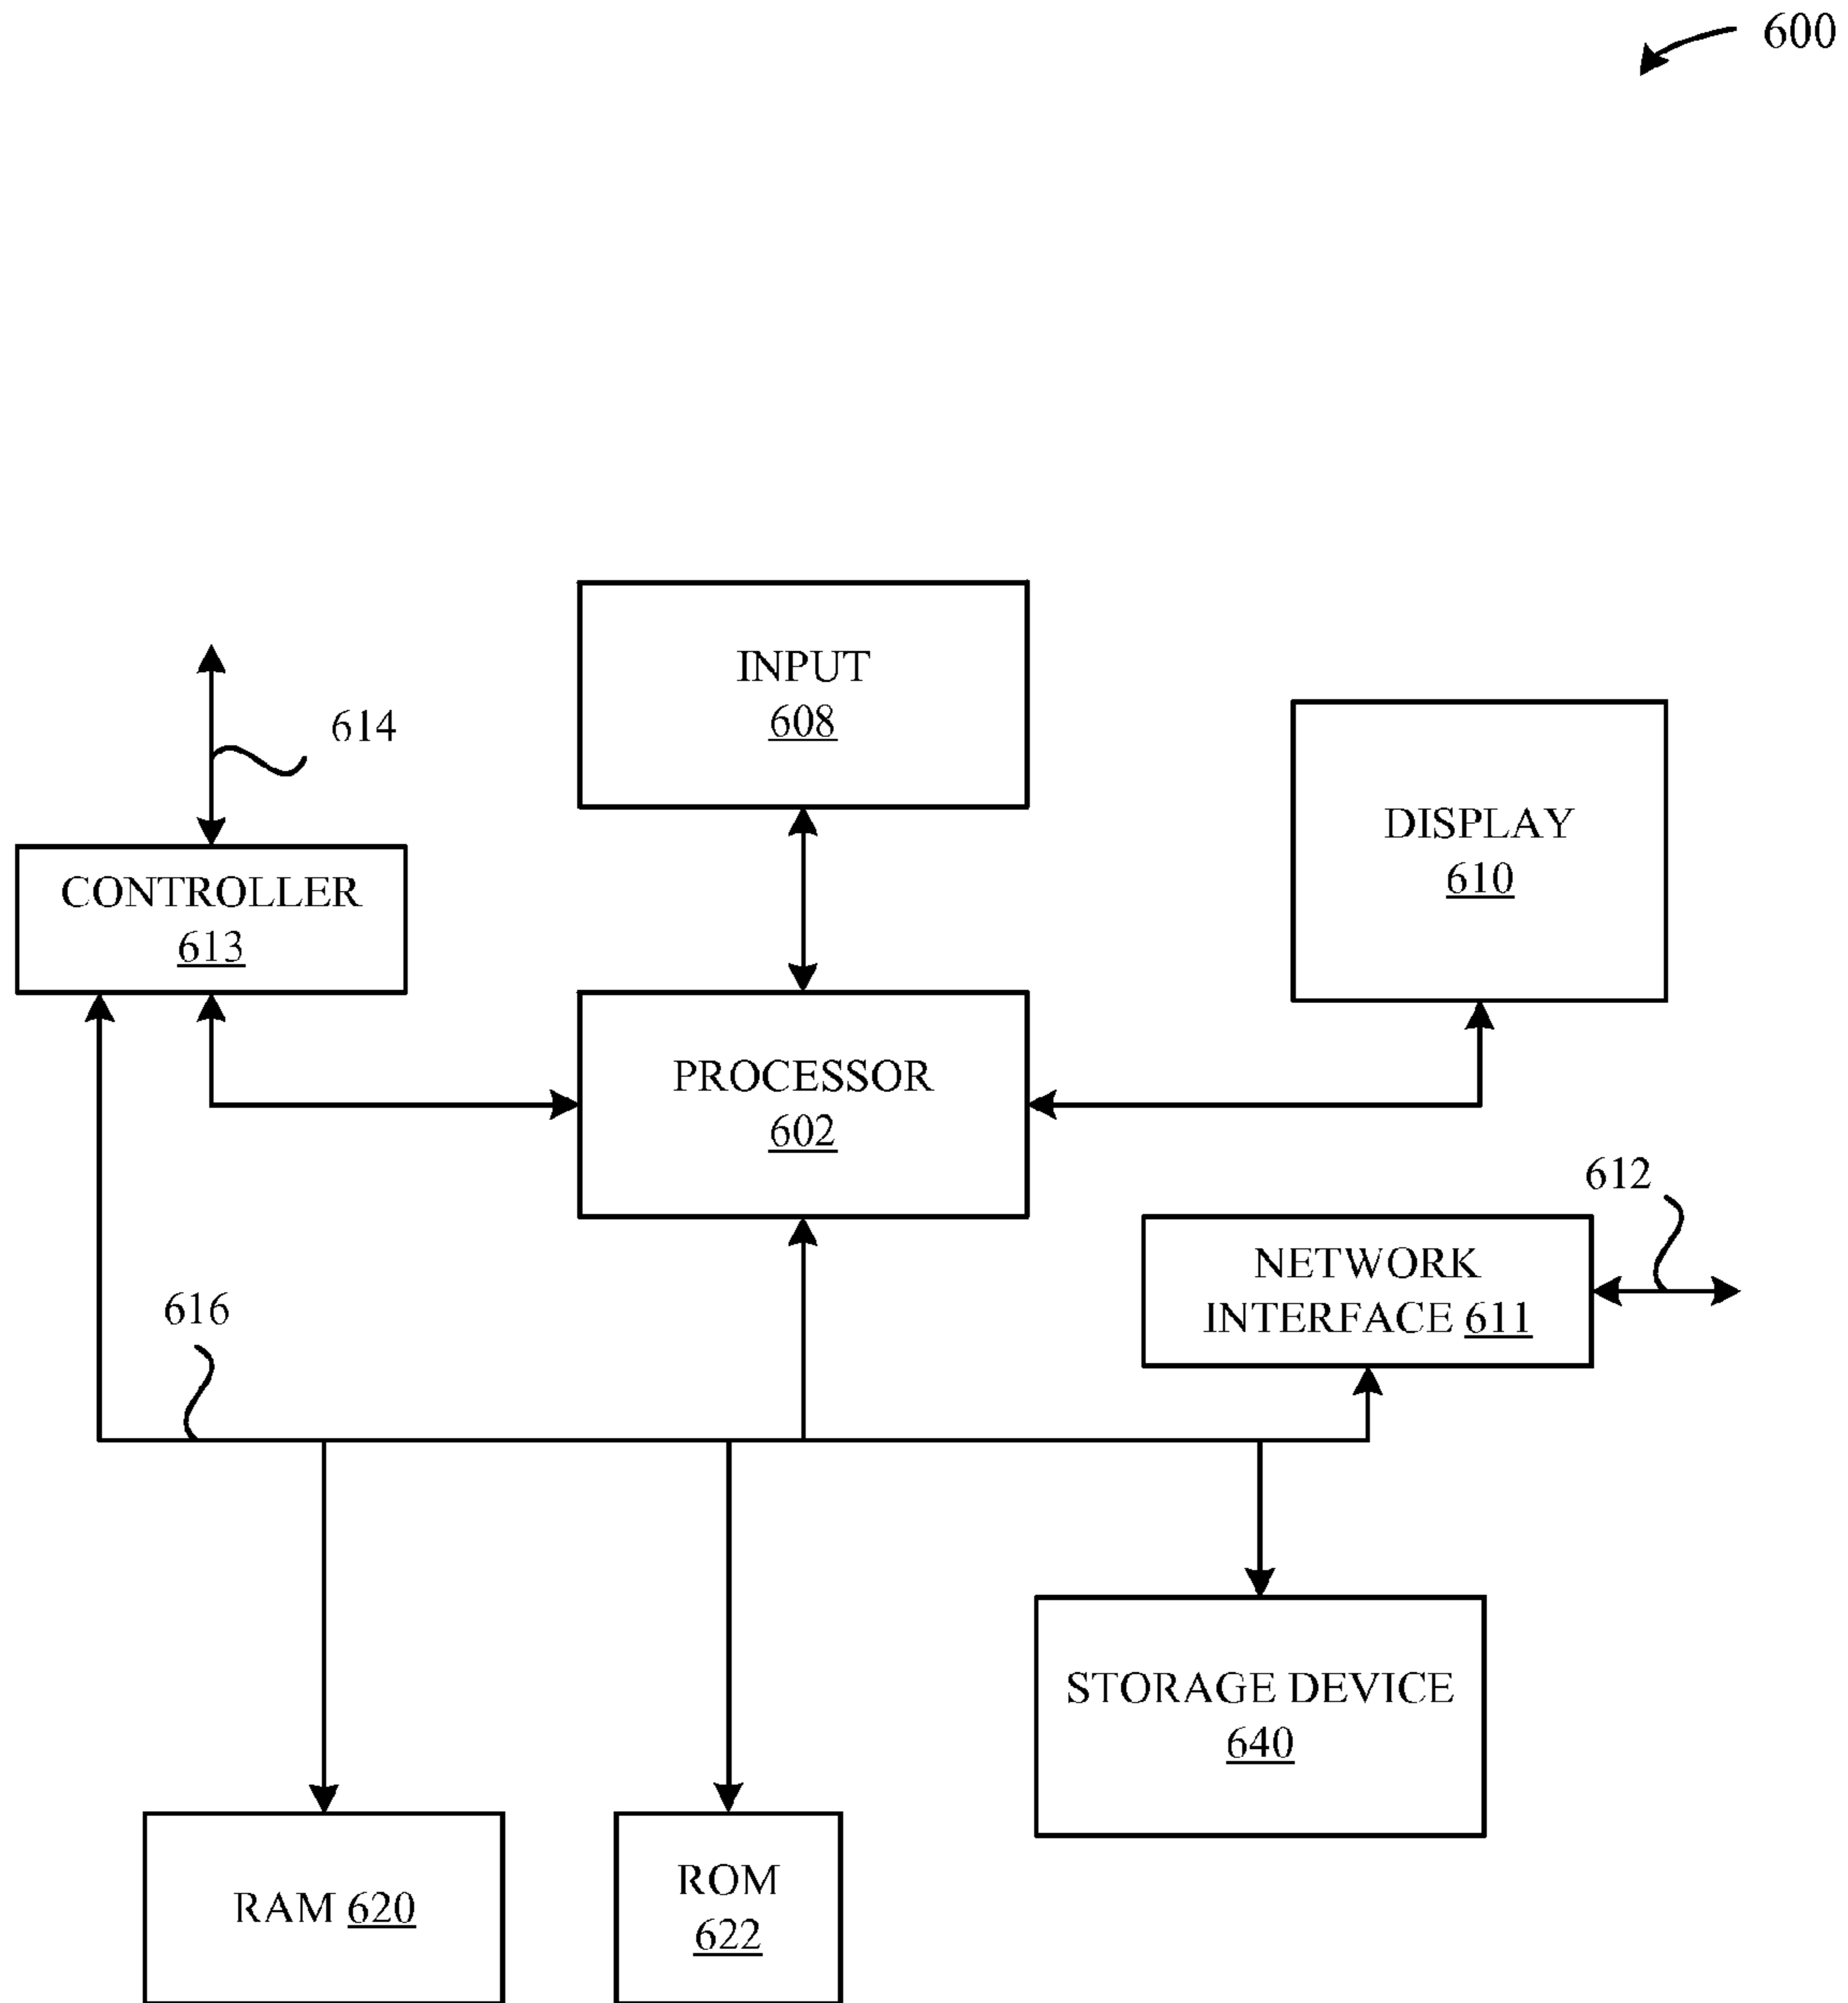 600
INPUT
608
614
DISPLAY
610
CONTROLLER
613
PROCESSOR
602
612
NETWORK
INTERFACE 611
616
STORAGE DEVICE
640
RAM 620
ROM
622